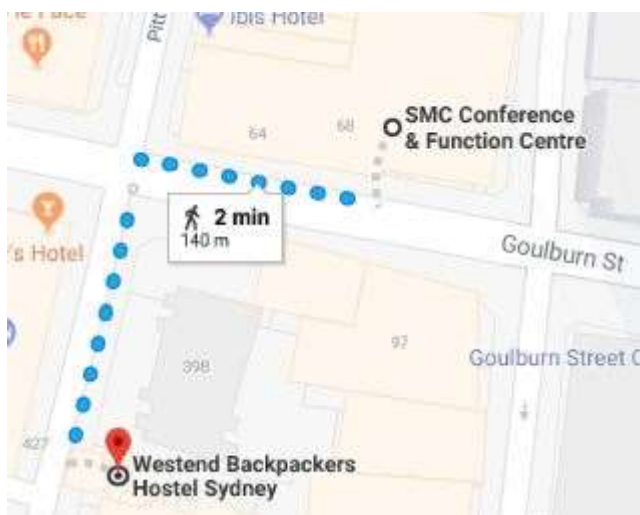 Pitt
ibis Hotel
SMC Conference
& Function Centre
64
68
2 min
140 m
's Hotel
Goulburn St
97
Goulburn Street C
398
427
Westend Backpackers
Hostel Sydney